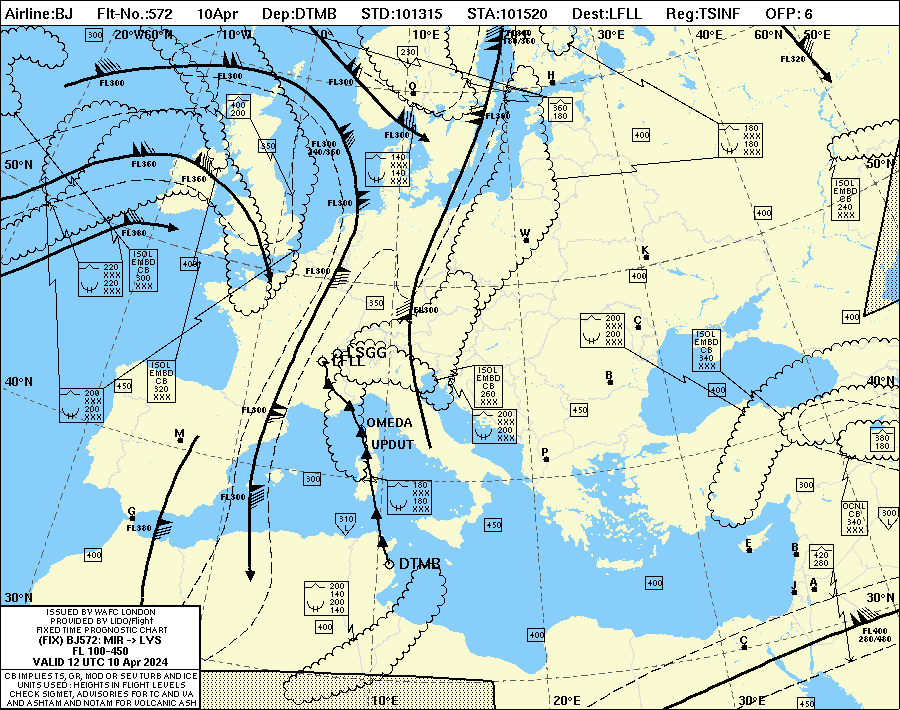 Airline:BJ Flt-No:572 10Apr Dep:DTMB STD:101315 STA:101520 Dest:LFLL Reg:TSINF OFP: 6
300 20°W 60°N 10°W 0° 10°E 30°E 40°E 60°N 50°E
230
FL300 FL300 FL300 O H FL320
400
200
360
180
FL300 FL300
350
FL300
240/360
400
180
XXX
180
XXX
50°N 50°N
FL360
140
XXX
140
XXX
FL360
ISOL
EMBD
CB
240
XXX
FL300
400
FL360
W
K
220
XXX
220
XXX
ISOL
EMBD
CB
300
XXX
400
FL300
400
350
FL300
400
200
XXX
200
XXX
C
ISOL
EMBD
CB
340
XXX
LSGG
LFLL
40°N 40°N
450
ISOL
EMBD
CB
320
XXX
ISOL
EMBD
CB
260
XXX
B
400
200
XXX
200
XXX
FL300
450
OMEDA
200
XXX
200
XXX
M
UPDUT
380
180
P
300
180
XXX
180
XXX
300
FL300
G
FL380
310
L
450
OCNL
CB
340
XXX
300
L
400
E
B
420
280
DTMB
400
J A
30°N 30°N
200
140
200
140
400
400
C
FL400
280/480
ISSUED BY WAFC LONDON
PROVIDED BY LIDO/Flight
FIXED TIME PROGNOSTIC CHART
(FIX) BJ572: MIR -> LYS
FL 100-450
VALID 12 UTC 10 Apr 2024
CB IMPLIES TS, GR, MOD OR SEV TURB AND ICE
UNITS USED : HEIGHTS IN FLIGHT LEVELS
CHECK SIGMET, ADVISORIES FOR TC AND VA
AND ASHTAM AND NOTAM FOR VOLCANIC ASH
10°E 20°E 30°E 450